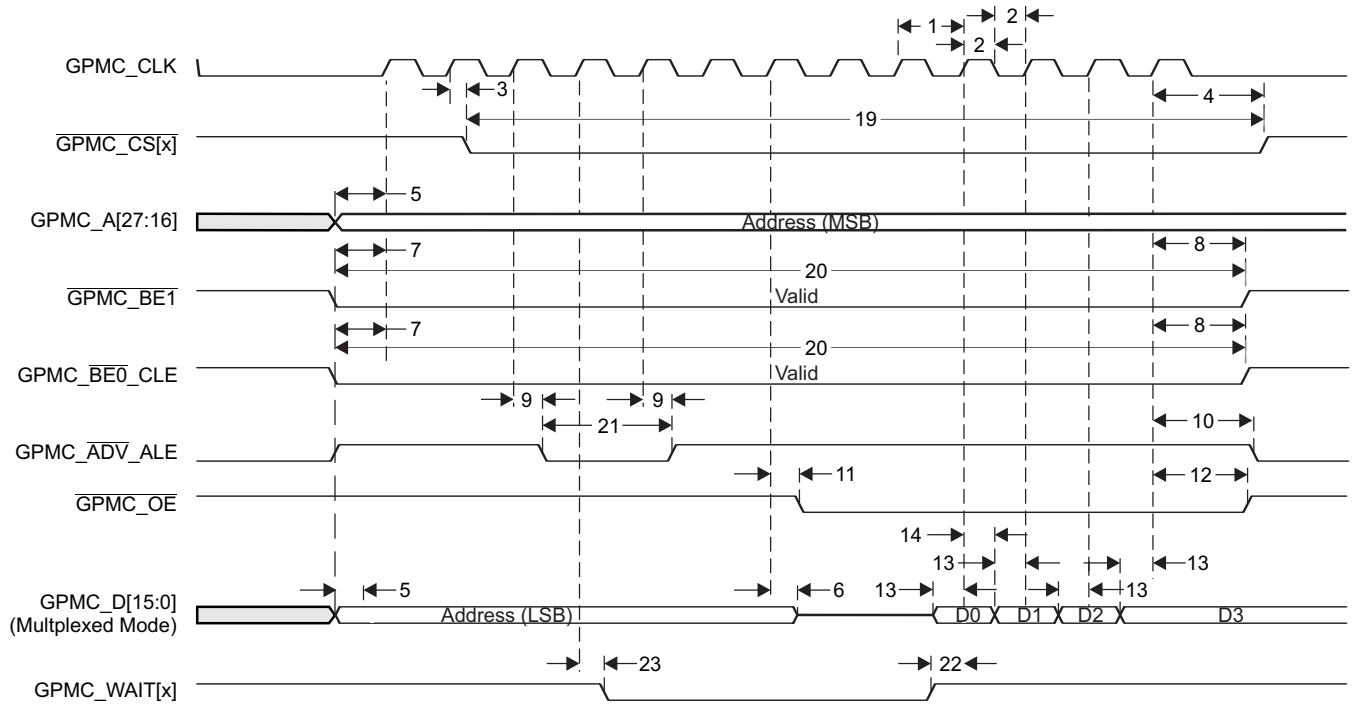 1
2
2
GPMC_CLK
3
4
19
GPMC_CS[x]
5
GPMC_A[27:16]
Address (MSB)
7
8
20
GPMC_BE1
Valid
7
8
20
GPMC_BE0_CLE
Valid
9
9
21
10
GPMC_ADV_ALE
11
12
GPMC_OE
14
13
13
5
6
13
13
GPMC_D[15:0]
(Multplexed Mode)
Address (LSB)
D0
D1
D2
D3
23
22
GPMC_WAIT[x]